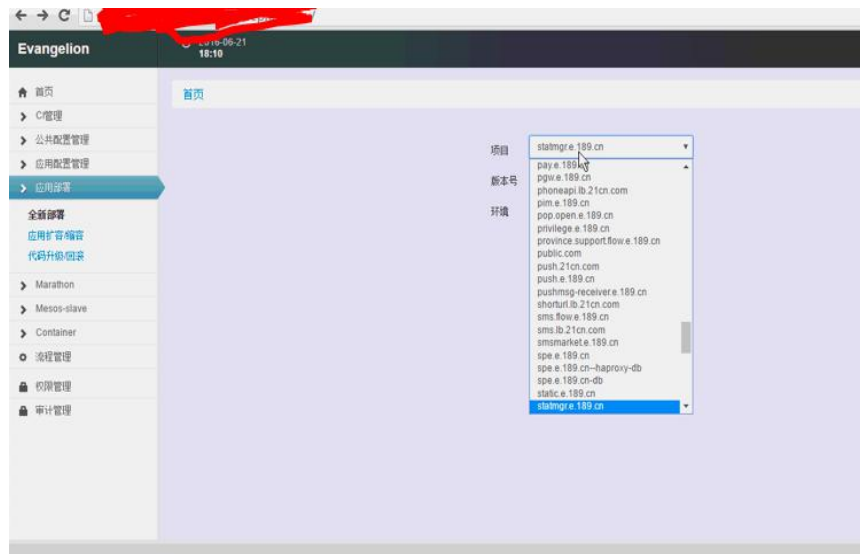 Evangelion
2016-06-21
18:10
首页
CI管理
公共配置管理
应用配置管理
应用部署
全新部署
应用扩容/缩容
代码升级/回滚
Marathon
Mesos-slave
Container
流程管理
权限管理
审计管理
首页
项目
statmgr.e.189.cn
版本号
环境
pay.e.189.cn
pgw.e.189.cn
phoneapi.lb.21cn.com
pim.e.189.cn
pop.open.e.189.cn
privilege.e.189.cn
province.support.flow.e.189.cn
public.com
push.21cn.com
push.e.189.cn
pushmsg-receiver.e.189.cn
shorturl.lb.21cn.com
sms.flow.e.189.cn
sms.lb.21cn.com
smsmarket.e.189.cn
spe.e.189.cn
spe.e.189.cn--haproxy-db
spe.e.189.cn-db
static.e.189.cn
statmgr.e.189.cn